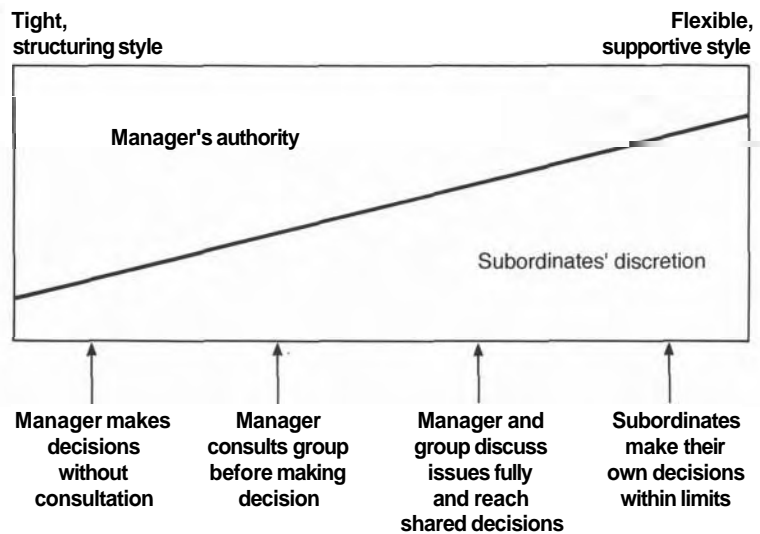 Tight,
structuring style
Flexible,
supportive style
Manager's authority
Subordinates' discretion
Manager makes
decisions
without
consultation
Manager
consults group
before making
decision
Manager and
group discuss
issues fully
and reach
shared decisions
Subordinates
make their
own decisions
within limits